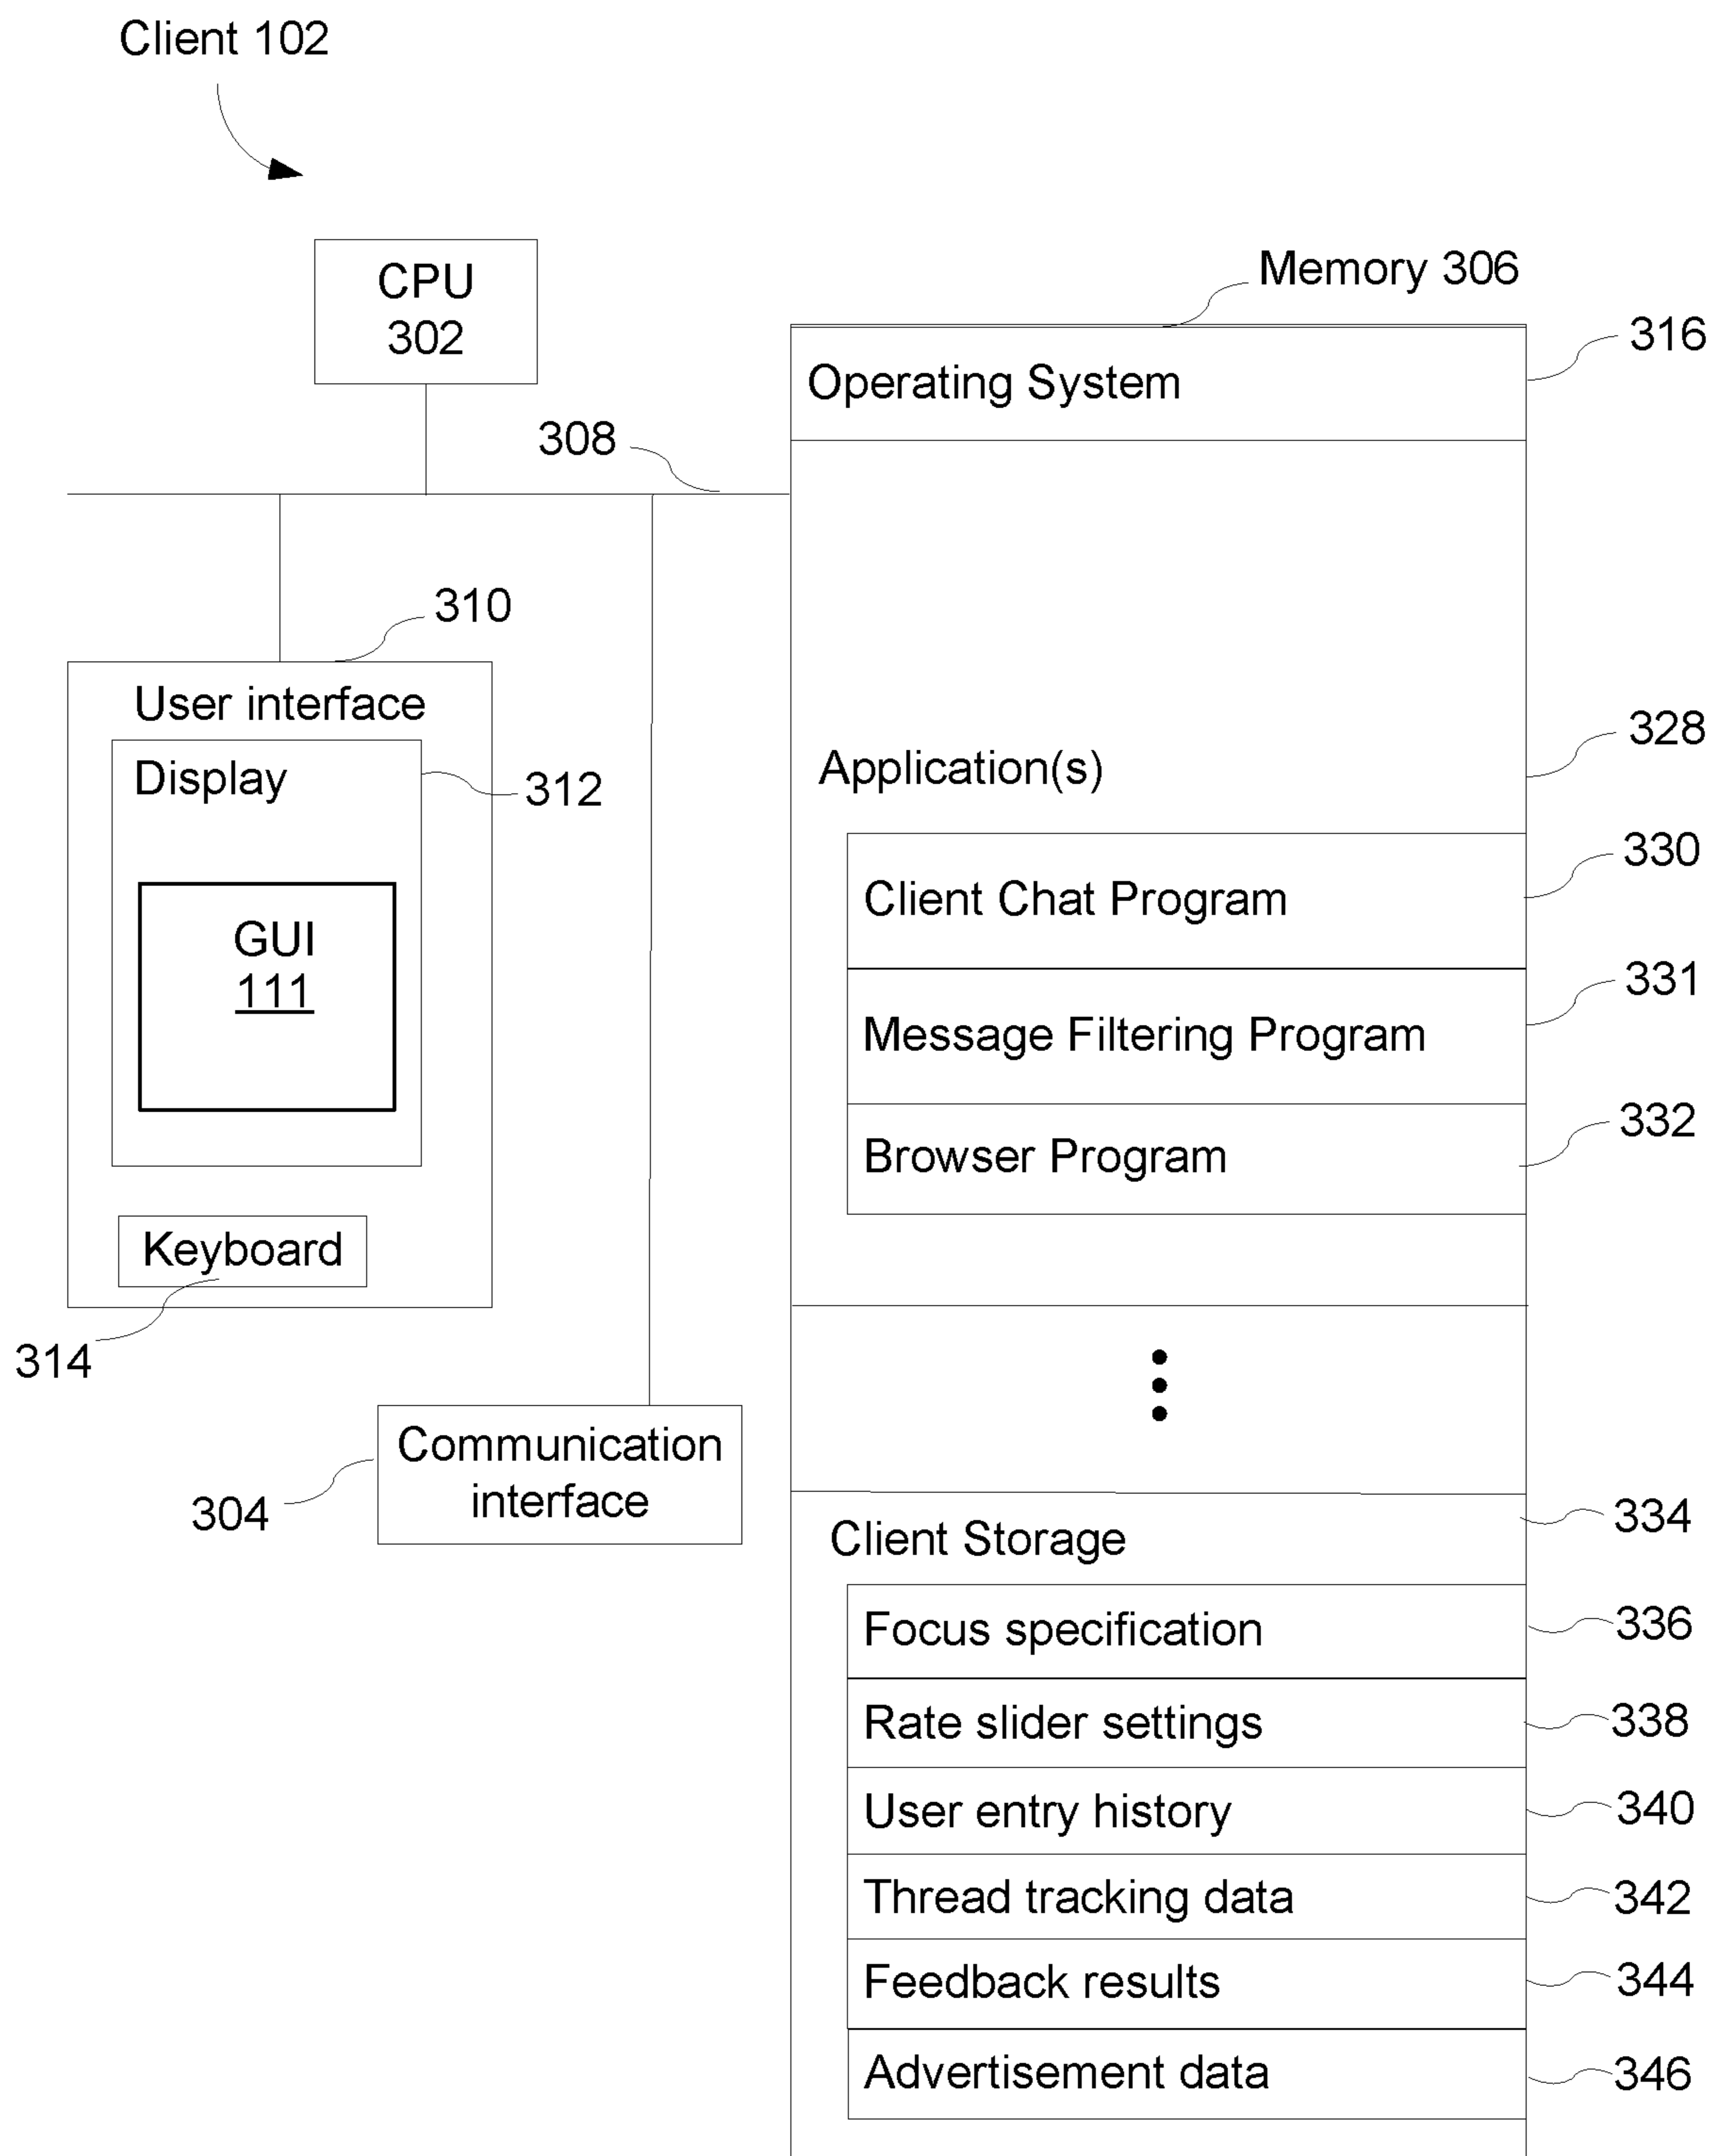 Client 102
CPU
302
Memory 306
316
Operating System
308
310
User interface
328
Display
312
Application(s)
330
Client Chat Program
GUI
111
331
Message Filtering Program
332
Browser Program
Keyboard
314
Communication
interface
304
334
Client Storage
Focus specification
336
Rate slider settings
338
User entry history
340
Thread tracking data
342
Feedback results
344
Advertisement data
346